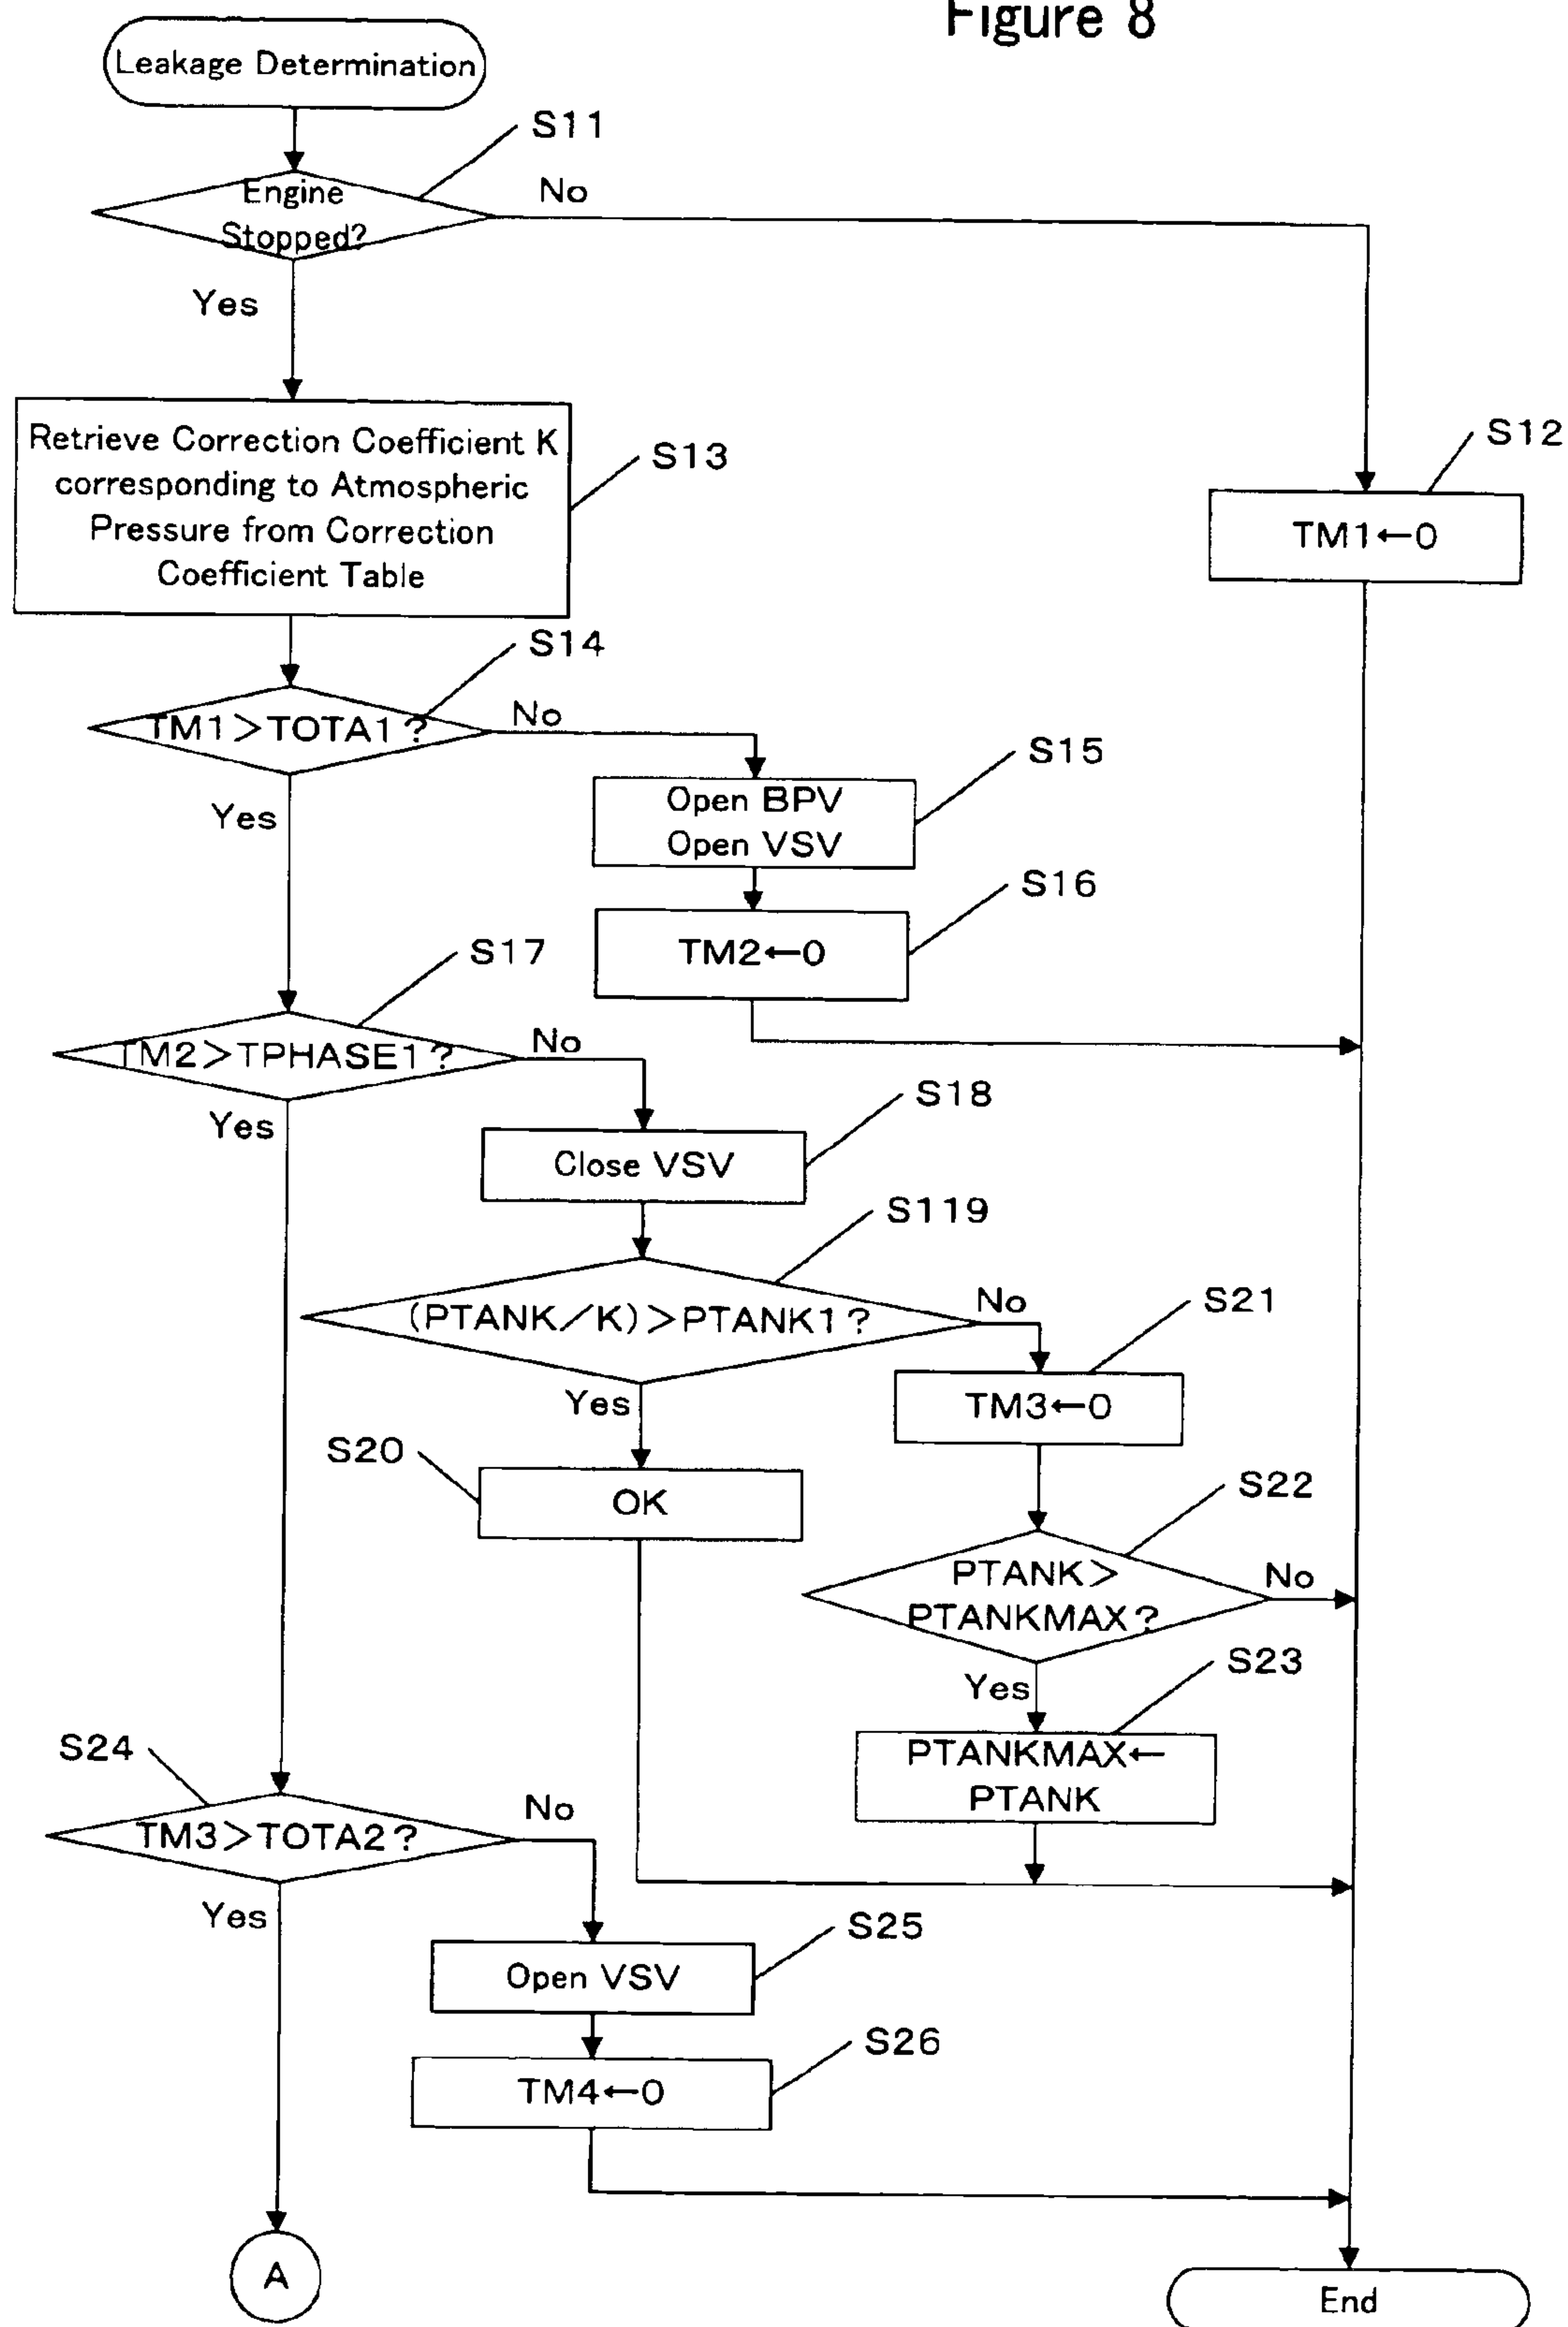 Figure 8
Leakage Determination
S11
Engine
Stopped?
No
Yes
S12
TM1←0
Retrieve Correction Coefficient K
corresponding to Atmospheric
Pressure from Correction
Coefficient Table
S13
S14
TM1>TOTA1?
No
Yes
S15
Open BPV
Open VSV
S16
TM2←0
S17
TM2>TPHASE1?
No
Yes
S18
Close VSV
S119
(PTANK/K)>PTANK1?
No
Yes
S21
TM3←0
S20
OK
S22
PTANK>
PTANKMAX?
No
Yes
S23
PTANKMAX←
PTANK
S24
TM3>TOTA2?
No
Yes
S25
Open VSV
S26
TM4←0
A
End